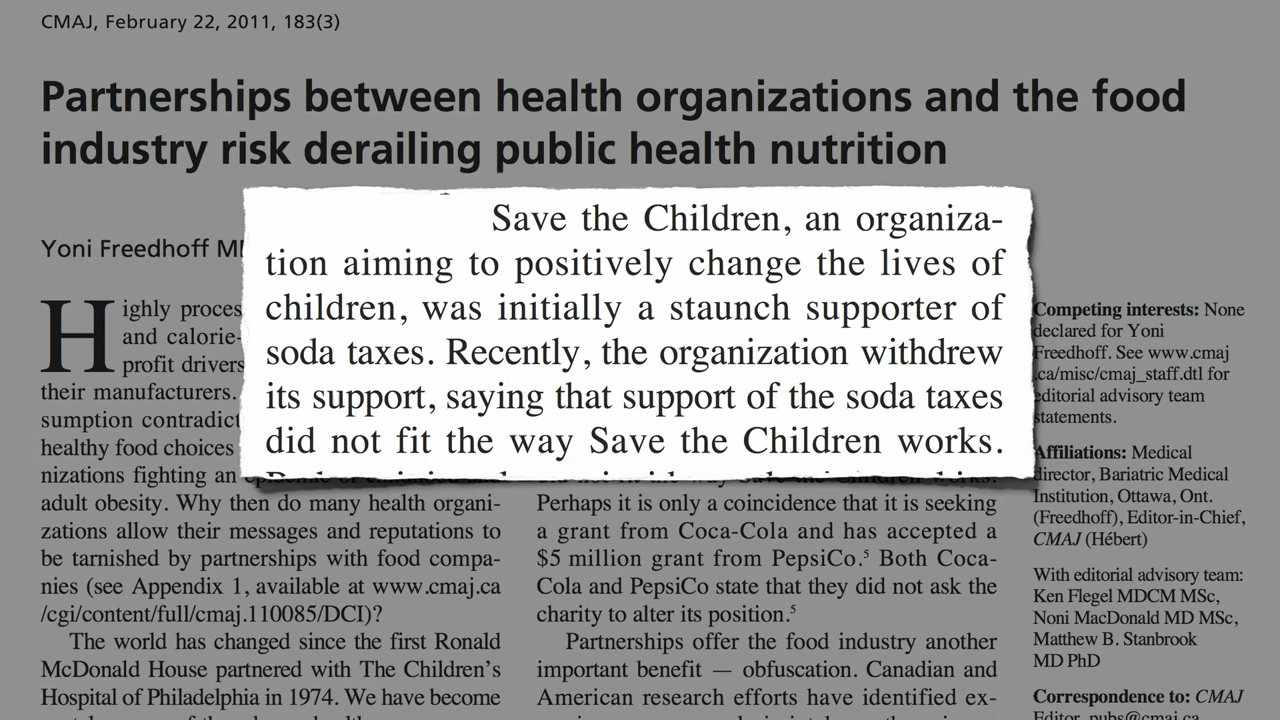 CMAJ, February 22, 2011, 183(3)
Partnerships between health organizations and the food
industry risk derailing public health nutrition
Yoni Freedhoff
Save the Children, an organiza-
tion aiming to positively change the lives of
children, was initially a staunch supporter of
soda taxes. Recently, the organization withdrew
its support, saying that support of the soda taxes
did not fit the way Save the Children works.
Highly
and calorie-
profit drivers
their manufacturers.
healthy food choices
nizations fighting an
adult obesity. Why then do many health organi-
zations allow their messages and reputations to
be tarnished by partnerships with food compa-
nies (see Appendix 1, available at www.cmaj.ca
/cgi/content/full/cmaj.110085/DCI)?
The world has changed since the first Ronald
McDonald House partnered with The Children's
Hospital of Philadelphia in 1974. We have become
Perhaps it is only a coincidence that it is seeking
a grant from Coca-Cola and has accepted a
$5 million grant from PepsiCo.⁵ Both Coca-
Cola and PepsiCo state that they did not ask the
charity to alter its position.⁵
Partnerships offer the food industry another
important benefit — obfuscation. Canadian and
American research efforts have identified ex-
Competing interests: None
declared for Yoni
Freedhoff. See www.cmaj
.ca/misc/cmaj_staff.dtl for
editorial advisory team
statements.
Affiliations: Medical
director, Bariatric Medical
Institution, Ottawa, Ont.
(Freedhoff), Editor-in-Chief,
CMAJ (Hébert)
With editorial advisory team:
Ken Flegel MDCM MSc,
Noni MacDonald MD MSc,
Matthew B. Stanbrook
MD PhD
Correspondence to: CMAJ